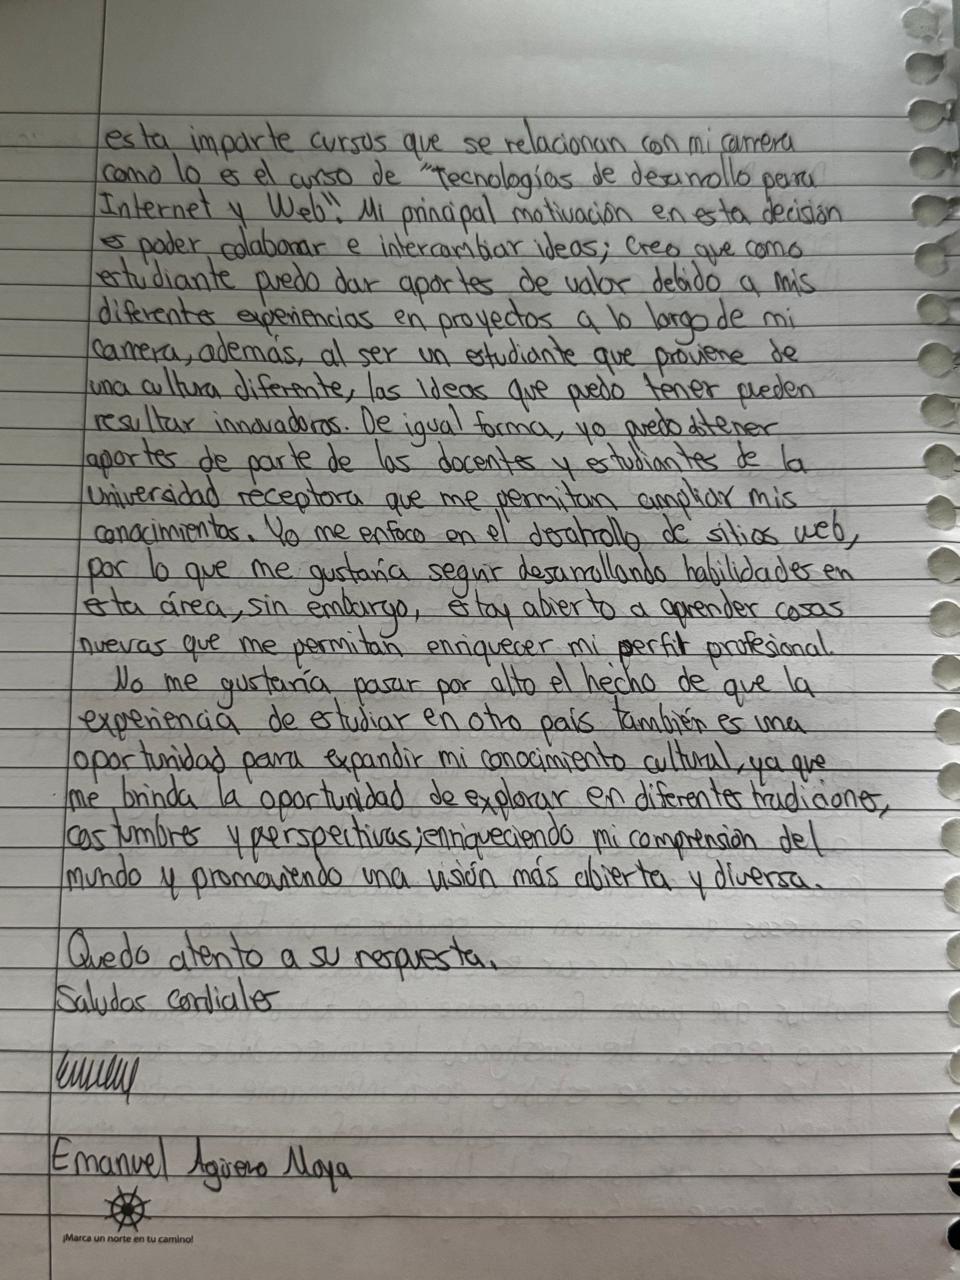 esta imparte cursos que se relacionan con mi carrera
como lo es el curso de "Tecnologías de desarrollo para
Internet y Web". Mi principal motivación en esta decisión
es poder colaborar e intercambiar ideas; creo que como
estudiante puedo dar aportes de valor debido a mis
diferentes experiencias en proyectos a lo largo de mi
carrera, además, al ser un estudiante que proviene de
una cultura diferente, las ideas que puedo tener pueden
resultar innovadoras. De igual forma, yo puedo obtener
aportes de parte de los docentes y estudiantes de la
universidad receptora que me permitan ampliar mis
conocimientos. Yo me enfoco en el desarrollo de sitios web,
por lo que me gustaría seguir desarrollando habilidades en
esta área, sin embargo, estoy abierto a aprender cosas
nuevas que me permitan enriquecer mi perfil profesional.
No me gustaría pasar por alto el hecho de que la
experiencia de estudiar en otro país también es una
oportunidad para expandir mi conocimiento cultural, ya que
me brinda la oportunidad de explorar en diferentes tradiciones,
costumbres y perspectivas; enriqueciendo mi comprensión del
mundo y promoviendo una visión más abierta y diversa.
Quedo atento a su respuesta.
Saludos cordiales
Emanuel Agüero Moya
¡Marca un norte en tu camino!